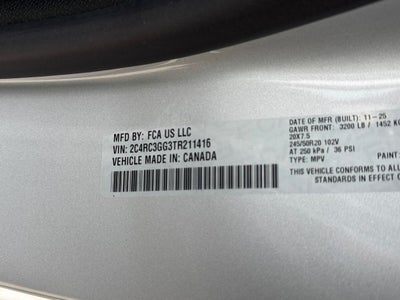 MFD BY: FCA US LLC
VIN: 2C4RC3GG3TR211416
VEHICLE MADE IN: CANADA
DATE OF MFR (BUILT): 11-25
GAWR FRONT: 3200 LB / 1452 KG
20X7.5
245/50R20 102V
AT 250 kPa / 36 PSI
TYPE: MPV PAINT:
THIS VEHICLE CONFORMS TO ALL
STANDARDS IN EFFECT